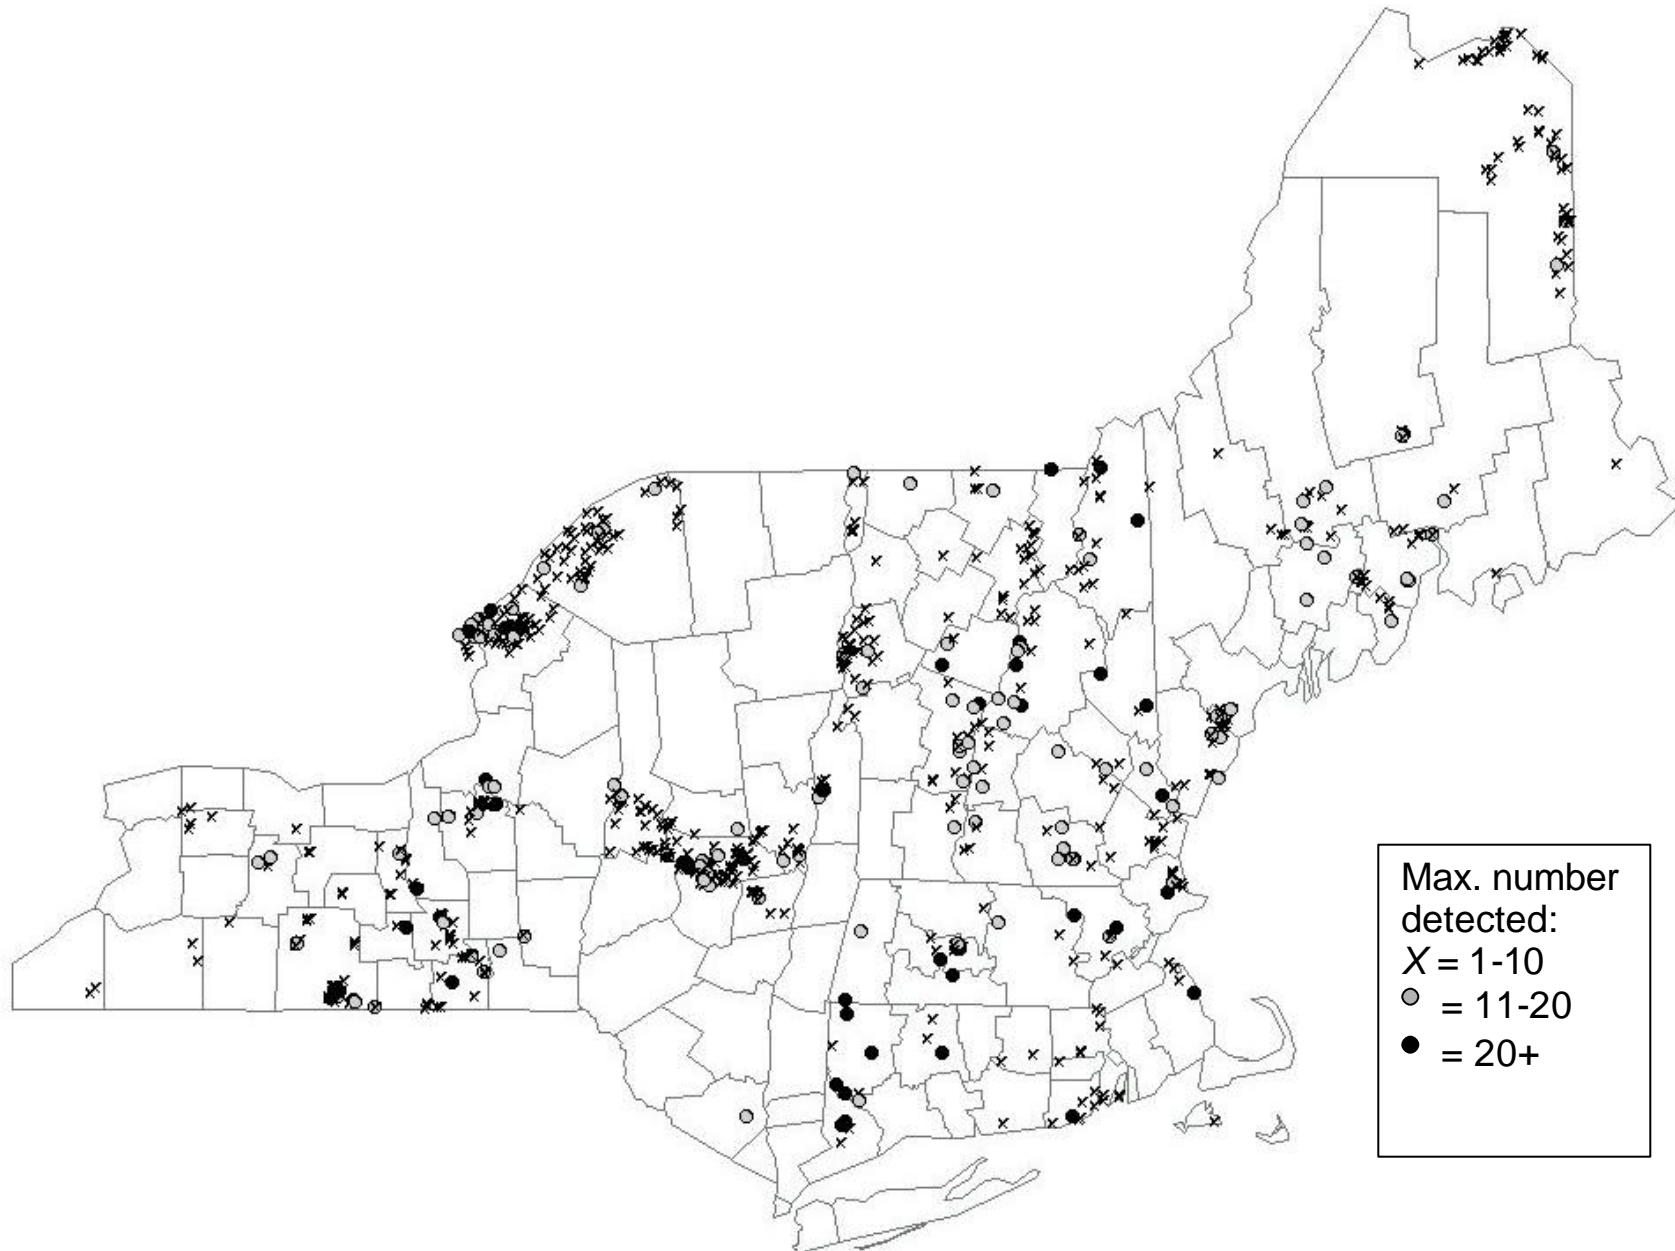 Max. number
detected:
X = 1-10
= 11-20
= 20+